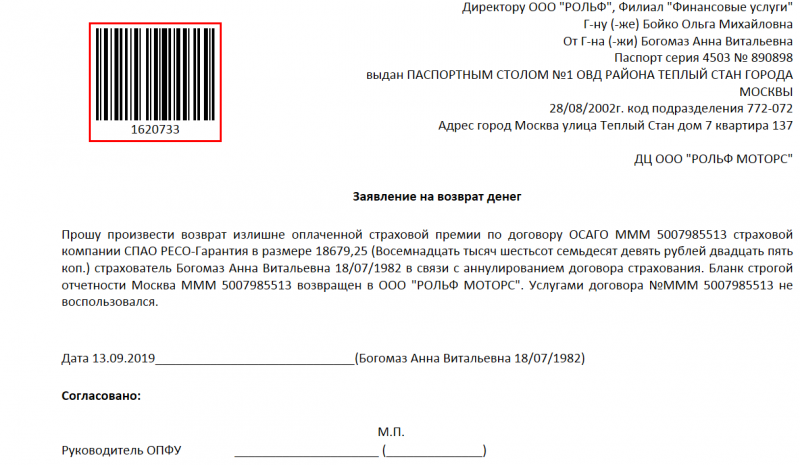 Директору ООО "РОЛЬФ", Филиал "Финансовые услуги"
Г-ну (-же) Бойко Ольга Михайловна
От Г-на (-жи) Богомаз Анна Витальевна
Паспорт серия 4503 № 890898
выдан ПАСПОРТНЫМ СТОЛОМ №1 ОВД РАЙОНА ТЕПЛЫЙ СТАН ГОРОДА
МОСКВЫ
28/08/2002г. код подразделения 772-072
Адрес город Москва улица Теплый Стан дом 7 квартира 137
1620733
ДЦ ООО "РОЛЬФ МОТОРС"
Заявление на возврат денег
Прошу произвести возврат излишне оплаченной страховой премии по договору ОСАГО МММ 5007985513 страховой
компании СПАО РЕСО-Гарантия в размере 18679,25 (Восемнадцать тысяч шестьсот семьдесят девять рублей двадцать пять
коп.) страхователь Богомаз Анна Витальевна 18/07/1982 в связи с аннулированием договора страхования. Бланк строгой
отчетности Москва МММ 5007985513 возвращен в ООО "РОЛЬФ МОТОРС". Услугами договора №МММ 5007985513 не
воспользовался.
Дата 13.09.2019____________________________(Богомаз Анна Витальевна 18/07/1982)
Согласовано:
М.П.
Руководитель ОПФУ ____________________ (______________)